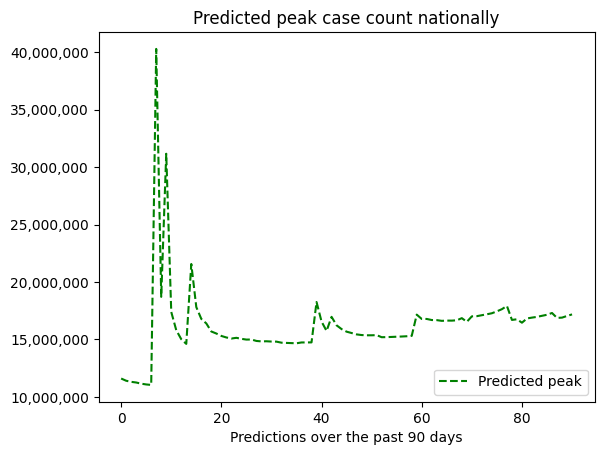 Predicted peak case count nationally
40,000,000
35,000,000
30,000,000
25,000,000
20,000,000
15,000,000
10,000,000
Predicted peak
0 20 40 60 80
Predictions over the past 90 days